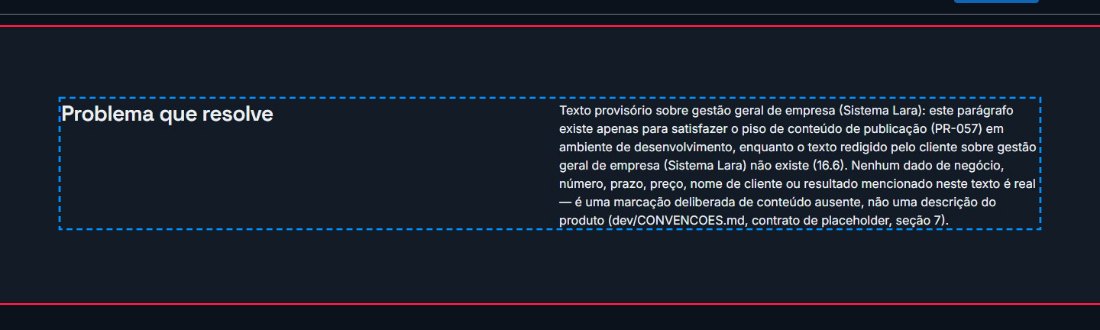 Problema que resolve
Texto provisório sobre gestão geral de empresa (Sistema Lara): este parágrafo
existe apenas para satisfazer o piso de conteúdo de publicação (PR-057) em
ambiente de desenvolvimento, enquanto o texto redigido pelo cliente sobre gestão
geral de empresa (Sistema Lara) não existe (16.6). Nenhum dado de negócio,
número, prazo, preço, nome de cliente ou resultado mencionado neste texto é real
— é uma marcação deliberada de conteúdo ausente, não uma descrição do
produto (dev/CONVENCOES.md, contrato de placeholder, seção 7).